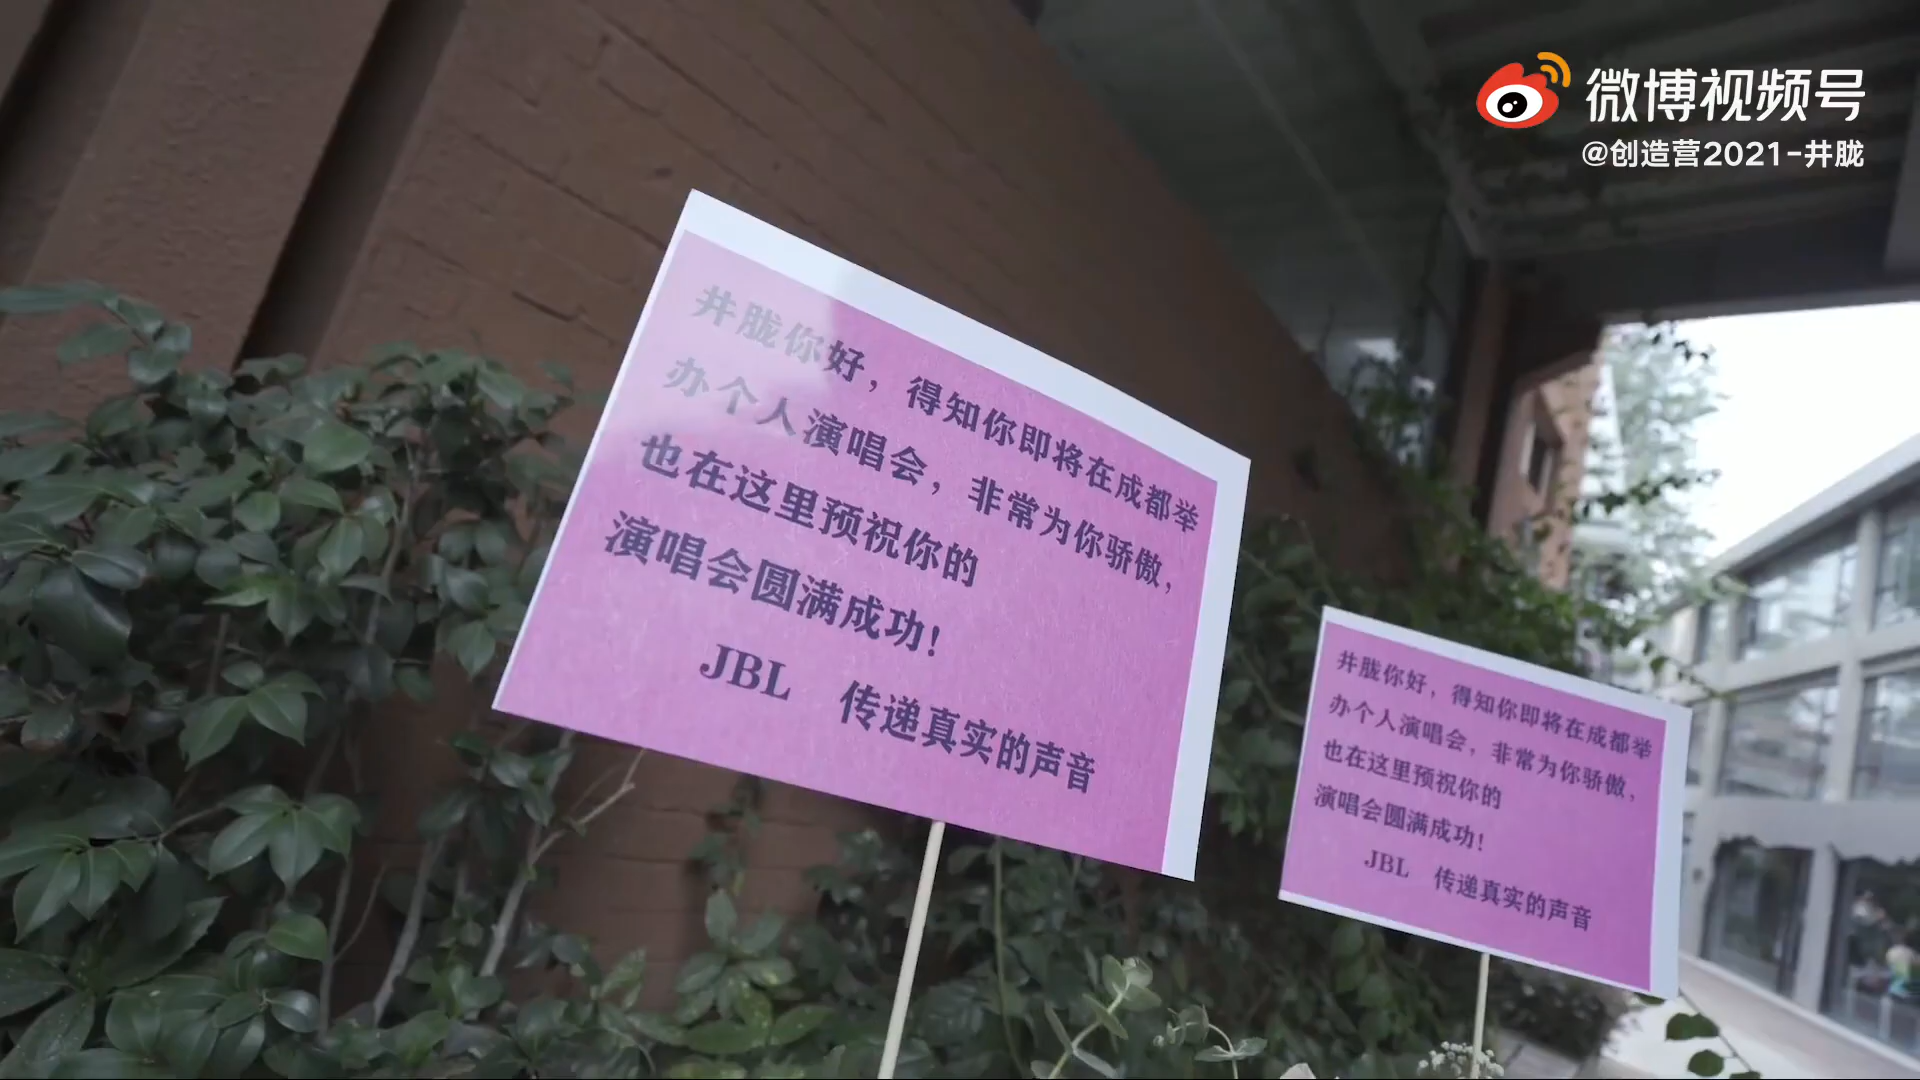 微博视频号
@创造营2021-井胧
井胧你好，得知你即将在成都举
办个人演唱会，非常为你骄傲，
也在这里预祝你的
演唱会圆满成功！
JBL 传递真实的声音
井胧你好，得知你即将在成都举
办个人演唱会，非常为你骄傲，
也在这里预祝你的
演唱会圆满成功！
JBL 传递真实的声音